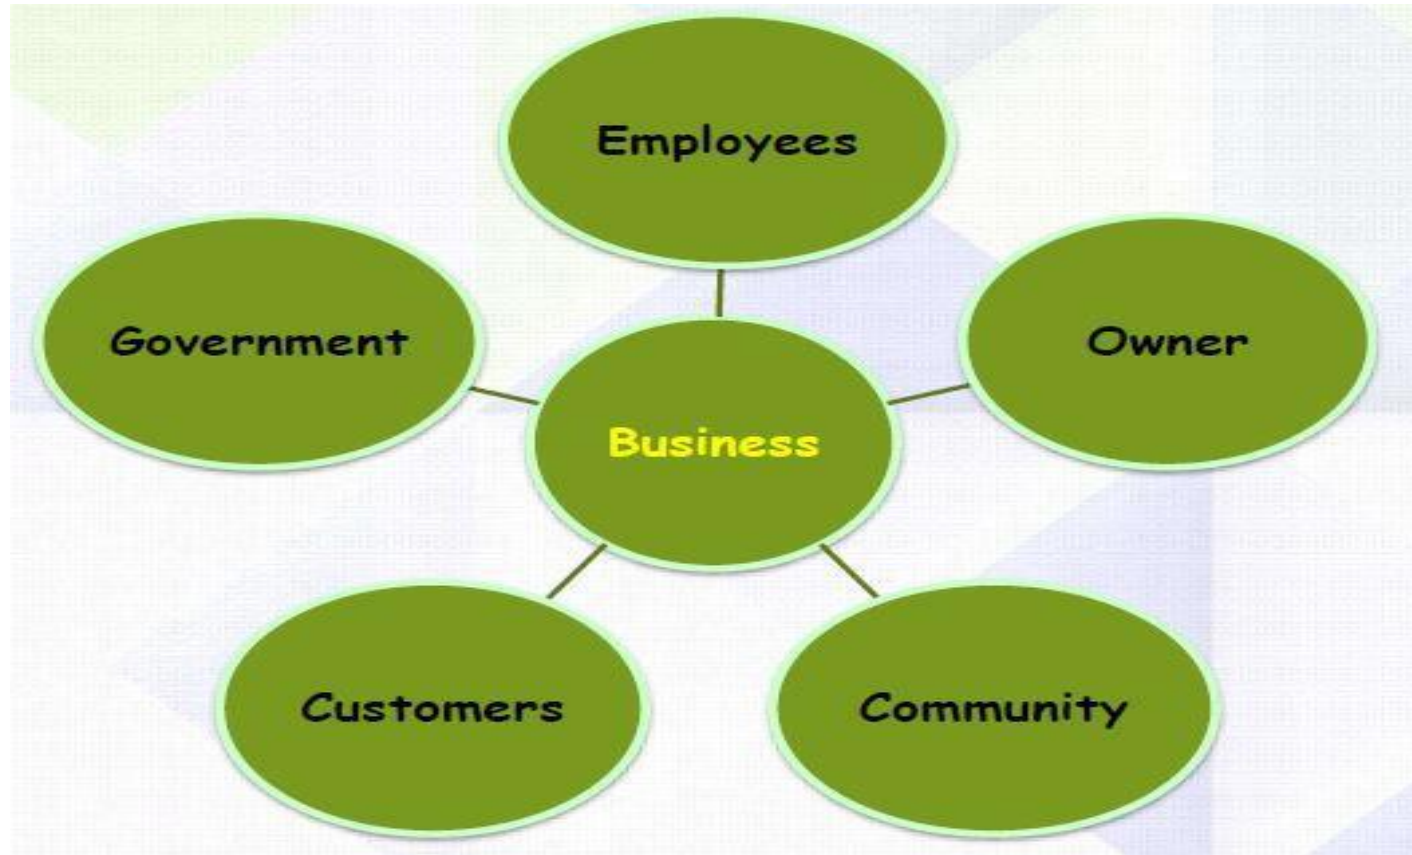 Employees
Government
Owner
Business
Customers
Community